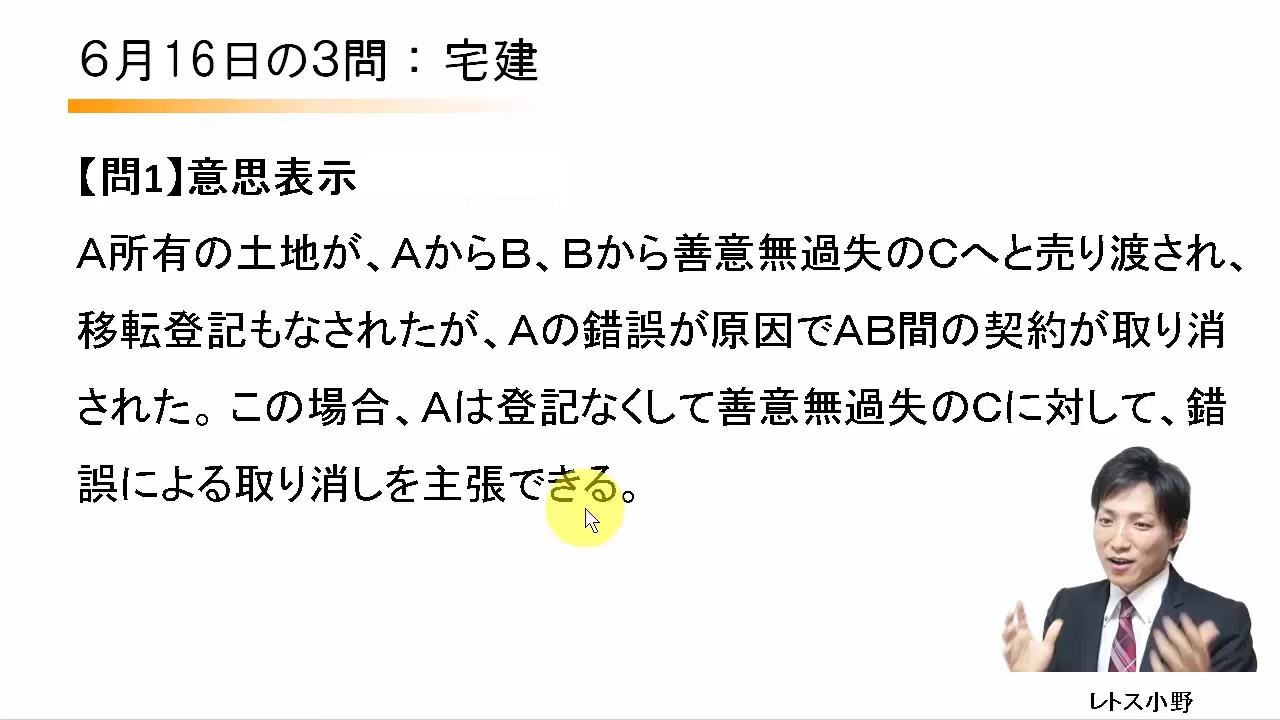 ６月１６日の３問：宅建
【問1】意思表示
Ａ所有の土地が、ＡからＢ、Ｂから善意無過失のＣへと売り渡され、
移転登記もなされたが、Ａの錯誤が原因でＡＢ間の契約が取り消
された。この場合、Ａは登記なくして善意無過失のＣに対して、錯
誤による取り消しを主張できる。
レトス小野